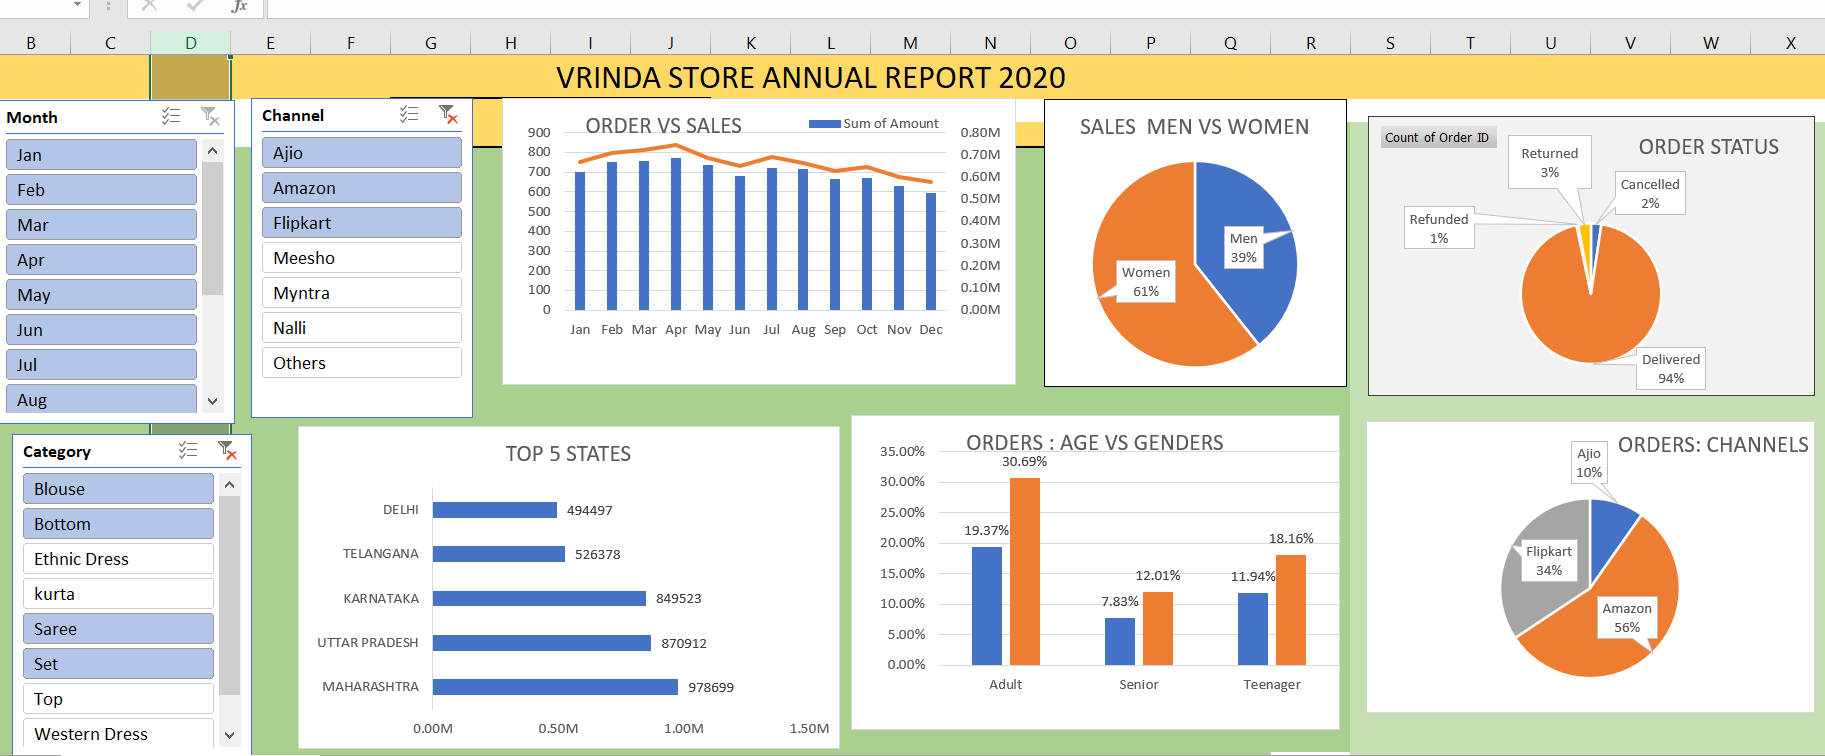 fx
B C D E F G H I J K L M N O P Q R S T U V W X
VRINDA STORE ANNUAL REPORT 2020
Month
Jan
Feb
Mar
Apr
May
Jun
Jul
Aug
Channel
Ajio
Amazon
Flipkart
Meesho
Myntra
Nalli
Others
ORDER VS SALES
Sum of Amount
900
800
700
600
500
400
300
200
100
0
0.80M
0.70M
0.60M
0.50M
0.40M
0.30M
0.20M
0.10M
0.00M
Jan Feb Mar Apr May Jun Jul Aug Sep Oct Nov Dec
SALES MEN VS WOMEN
Men
39%
Women
61%
Count of Order ID
ORDER STATUS
Returned
3%
Cancelled
2%
Refunded
1%
Delivered
94%
Category
Blouse
Bottom
Ethnic Dress
kurta
Saree
Set
Top
Western Dress
TOP 5 STATES
DELHI 494497
TELANGANA 526378
KARNATAKA 849523
UTTAR PRADESH 870912
MAHARASHTRA 978699
0.00M 0.50M 1.00M 1.50M
ORDERS : AGE VS GENDERS
35.00%
30.00%
25.00%
20.00%
15.00%
10.00%
5.00%
0.00%
19.37%
30.69%
7.83%
12.01%
11.94%
18.16%
Adult Senior Teenager
ORDERS: CHANNELS
Ajio
10%
Flipkart
34%
Amazon
56%